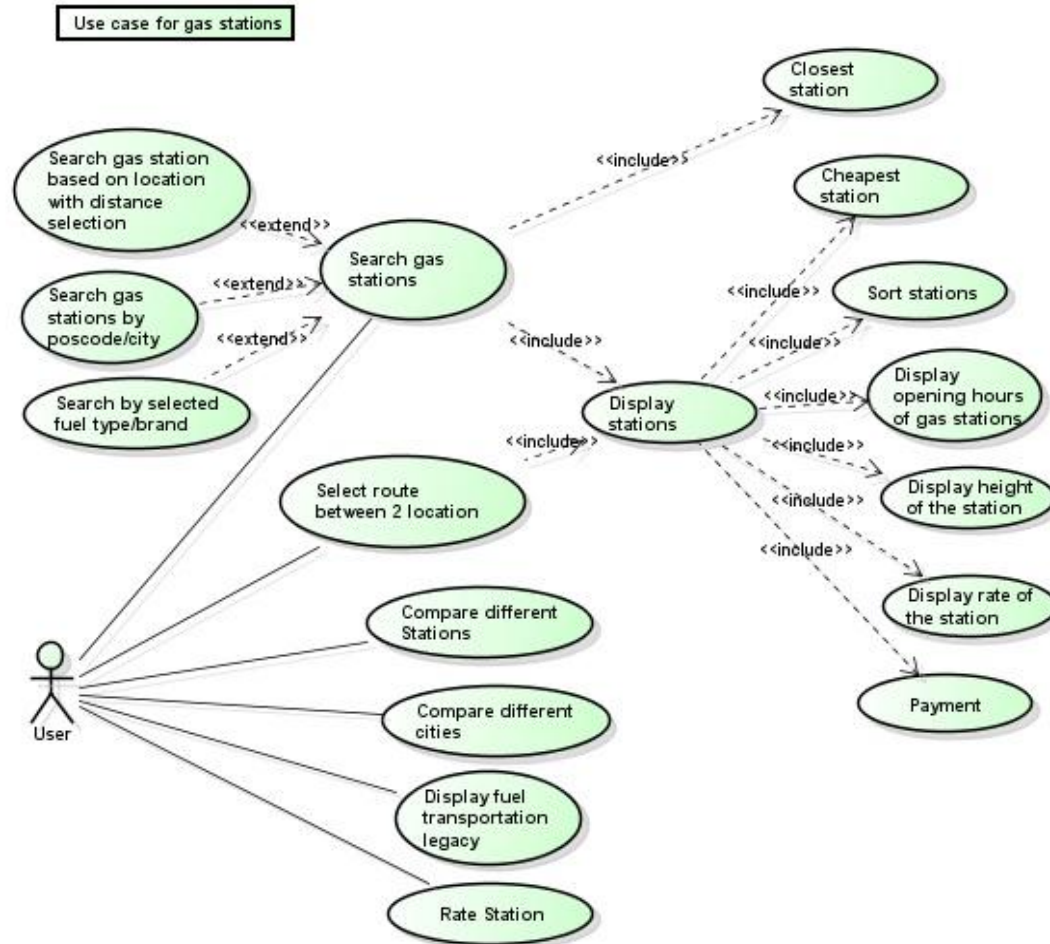 Use case for gas stations
Closest
station
<<include>>
Search gas station
based on location
with distance
selection
Cheapest
station
<<extend>>
Search gas
stations
<<extend>>
Search gas
stations by
poscode/city
<<include>>
Sort stations
<<extend>>
<<include>>
<<include>>
Display
opening hours
of gas stations
<<include>>
Search by selected
fuel type/brand
Display
stations
<<include>>
<<include>>
Select route
between 2 location
Display height
of the station
<<include>>
<<include>>
Display rate of
the station
Compare different
Stations
Payment
User
Compare different
cities
Display fuel
transportation
legacy
Rate Station